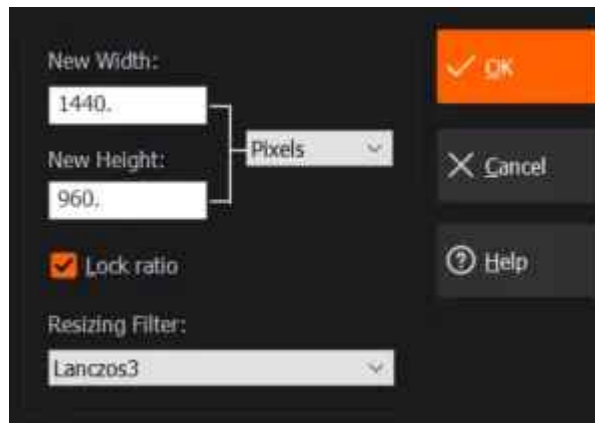 New Width:
OK
1440.
Pixels
New Height:
Cancel
960.
Lock ratio
Help
Resizing Filter:
Lanczos3